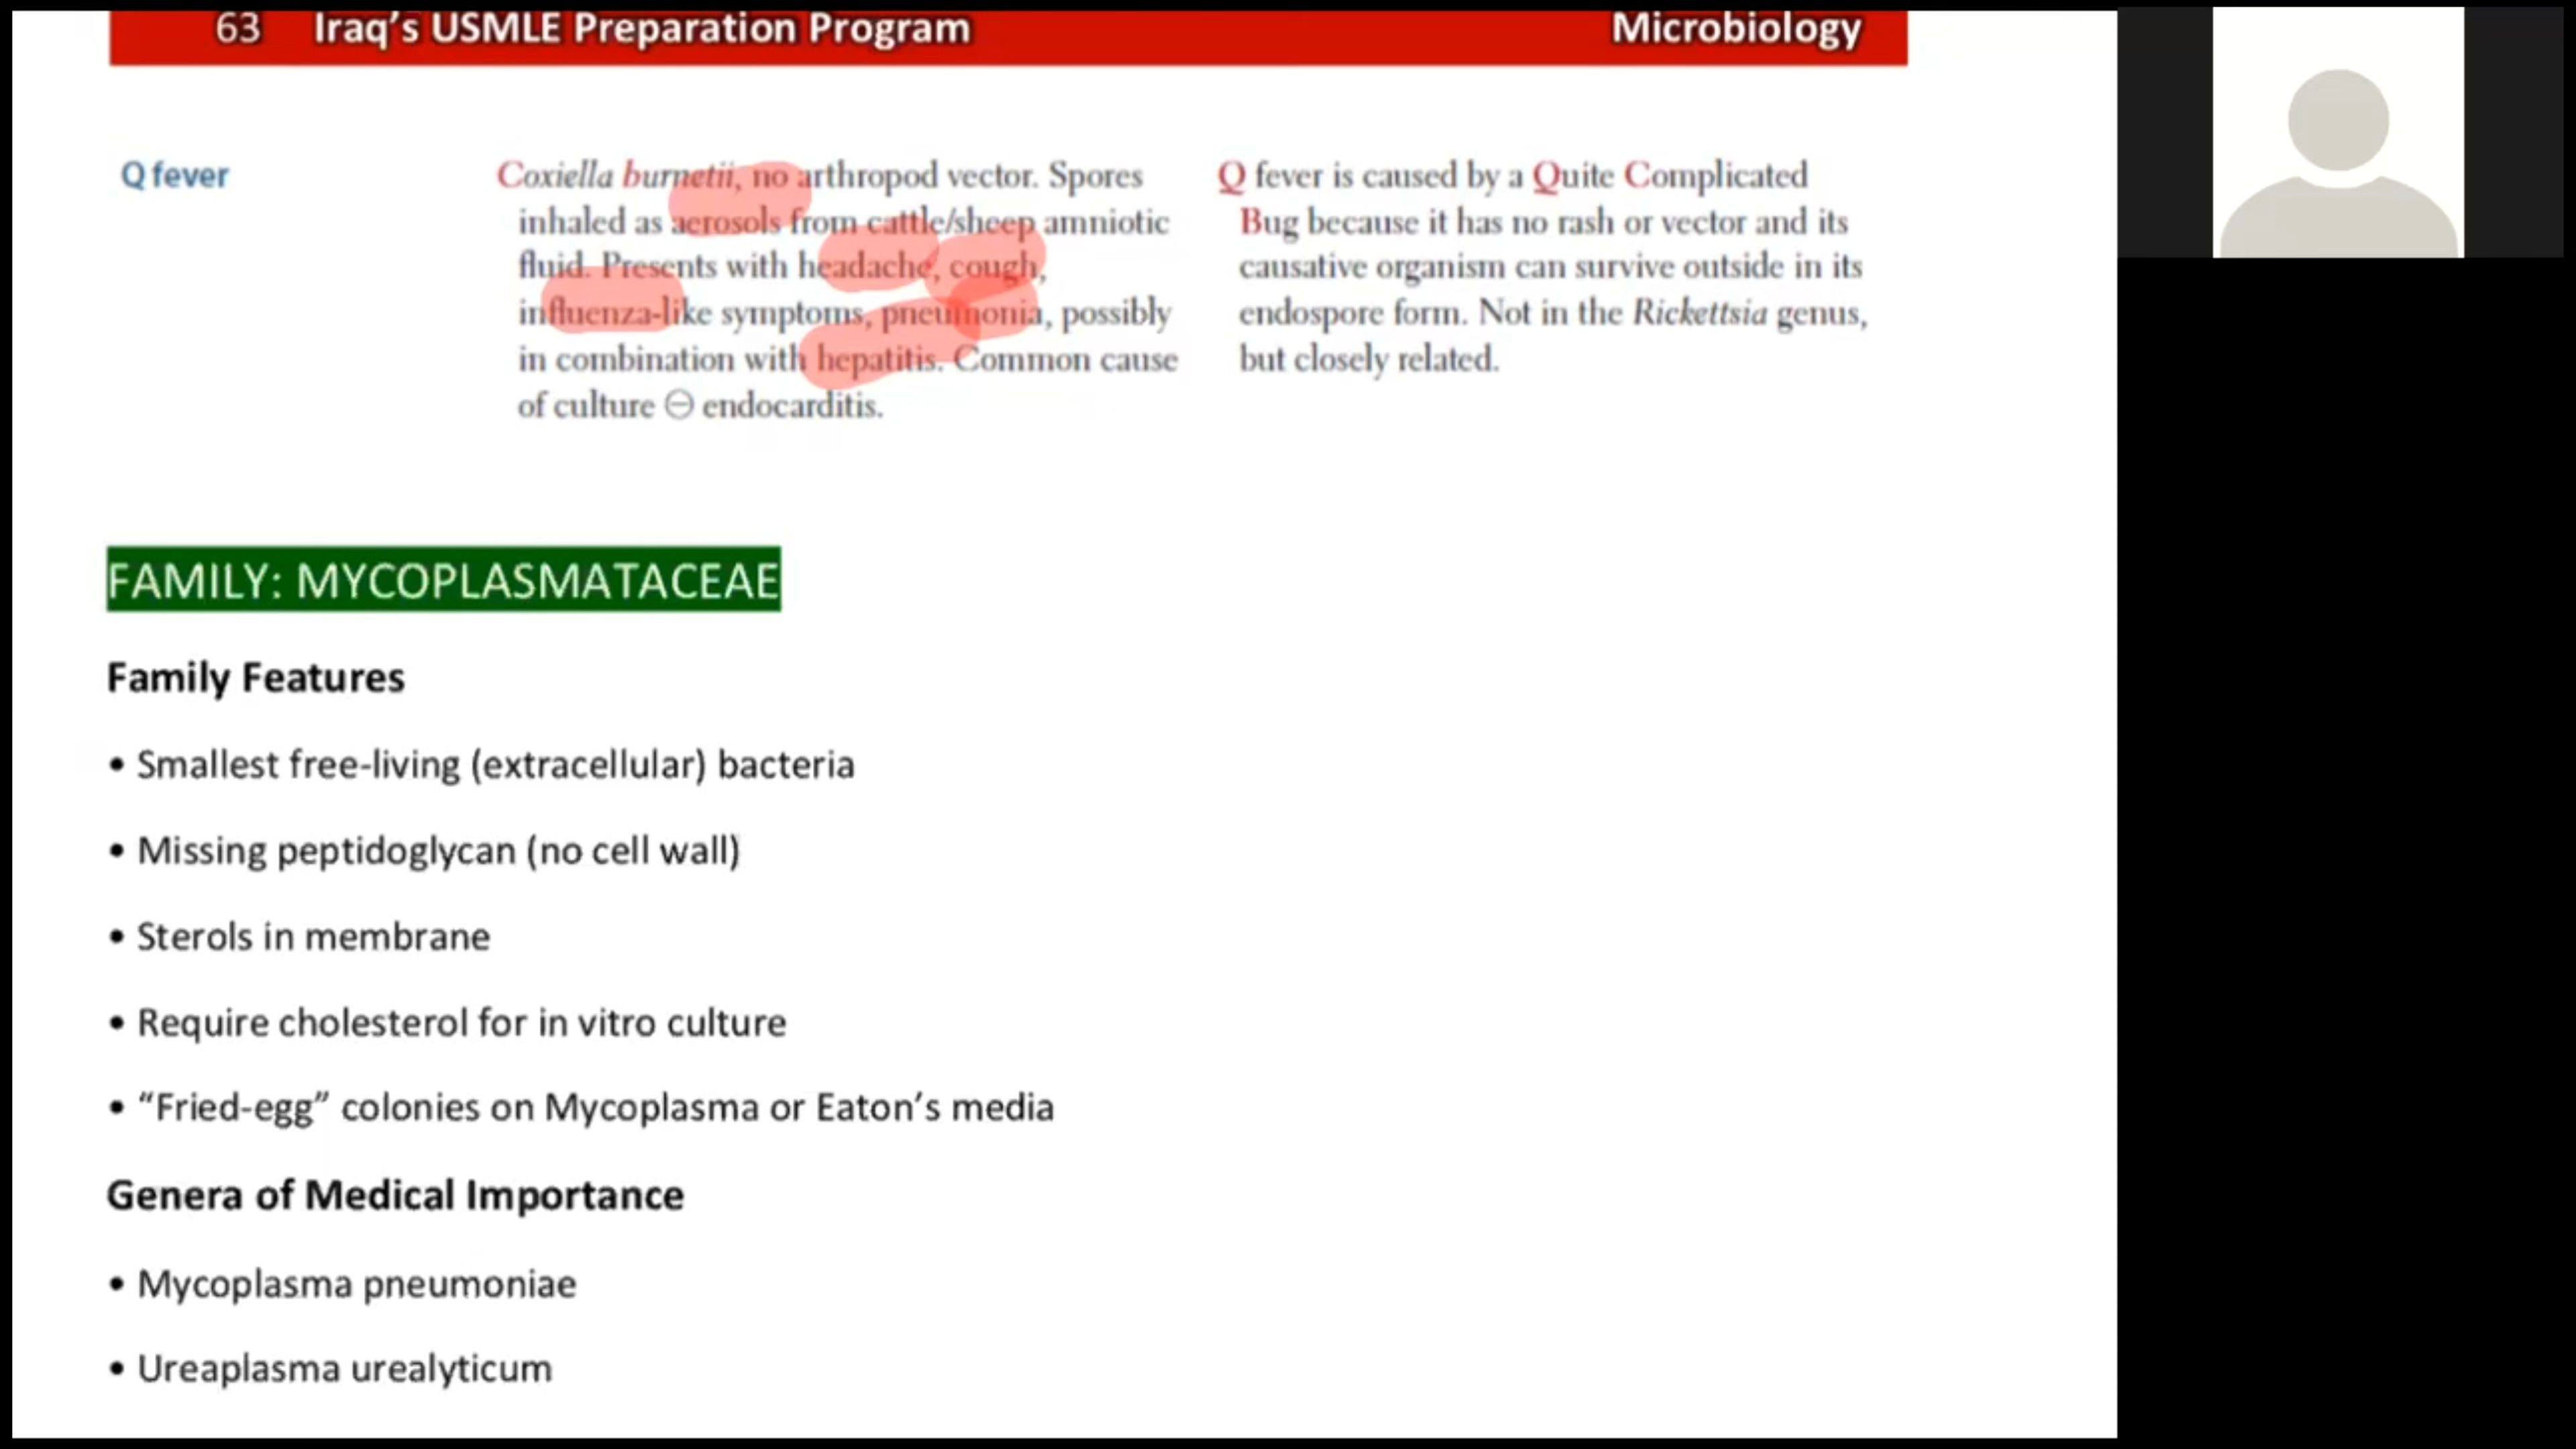 63 Iraq's USMLE Preparation Program Microbiology
Q fever
Coxiella burnetii, no arthropod vector. Spores
inhaled as aerosols from cattle/sheep amniotic
fluid. Presents with headache, cough,
influenza-like symptoms, pneumonia, possibly
in combination with hepatitis. Common cause
of culture ⊖ endocarditis.
Q fever is caused by a Quite Complicated
Bug because it has no rash or vector and its
causative organism can survive outside in its
endospore form. Not in the Rickettsia genus,
but closely related.
FAMILY: MYCOPLASMATACEAE
Family Features
• Smallest free-living (extracellular) bacteria
• Missing peptidoglycan (no cell wall)
• Sterols in membrane
• Require cholesterol for in vitro culture
• “Fried-egg” colonies on Mycoplasma or Eaton’s media
Genera of Medical Importance
• Mycoplasma pneumoniae
• Ureaplasma urealyticum